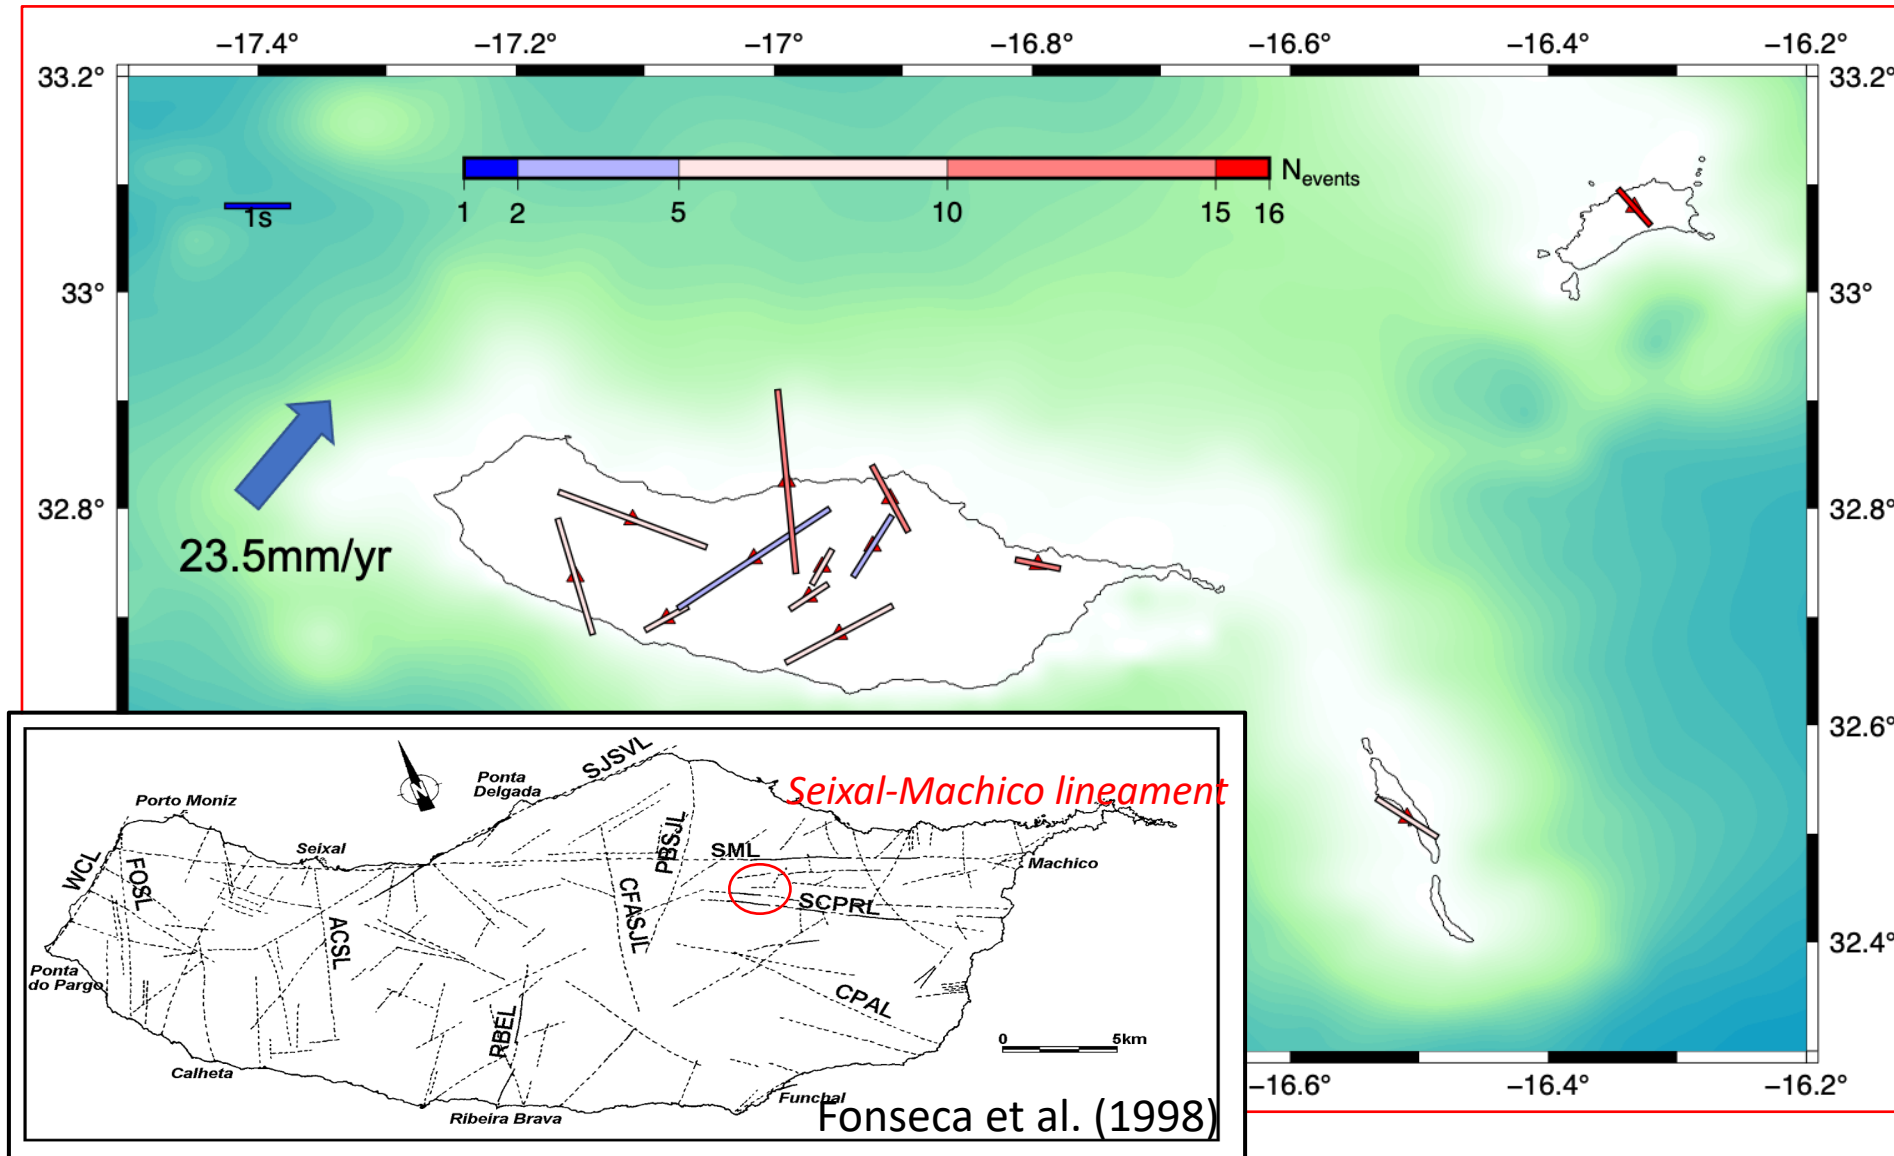 −17.4° −17.2° −17° −16.8° −16.6° −16.4° −16.2°
33.2° 33.2°
N events
1s
1 2 5 10 15 16
33° 33°
32.8° 32.8°
23.5mm/yr
32.6°
32.4°
−16.6° −16.4° −16.2°
SJSVL
Ponta
Delgada
N
Seixal-Machico lineament
Porto Moniz
Seixal
PBSJL
SML
Machico
WCL
FOSL
CFASJL
SCPRL
ACSL
Ponta
do Pargo
CPAL
RBEL
0 5km
Calheta
Funchal
Ribeira Brava
Fonseca et al. (1998)